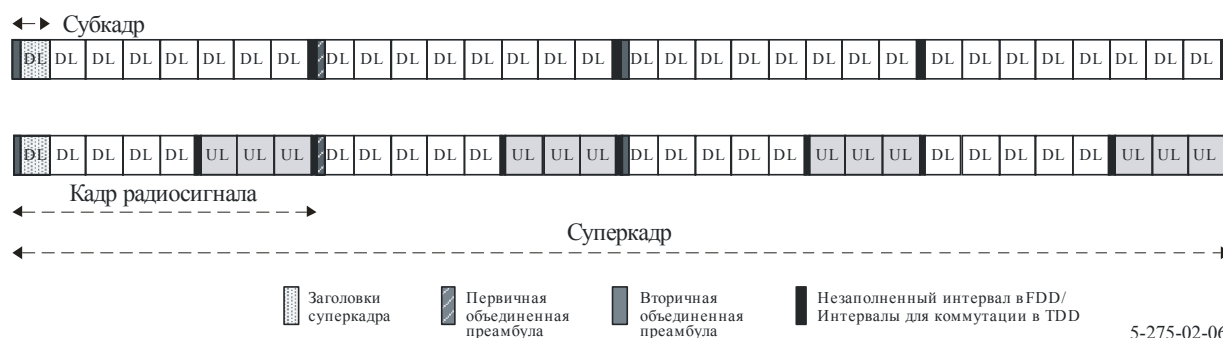 Субкадр
DL DL DL DL DL DL DL DL DL DL DL DL DL DL DL DL DL DL DL DL DL DL DL DL DL DL DL DL DL DL DL DL
DL DL DL DL DL UL UL UL DL DL DL DL DL UL UL UL DL DL DL DL DL UL UL UL DL DL DL DL DL UL UL UL
Кадр радиосигнала
Суперкадр
Заголовки
суперкадра
Первичная
объединенная
преамбула
Вторичная
объединенная
преамбула
Незаполненный интервал в FDD/
Интервалы для коммутации в TDD
5-275-02-06